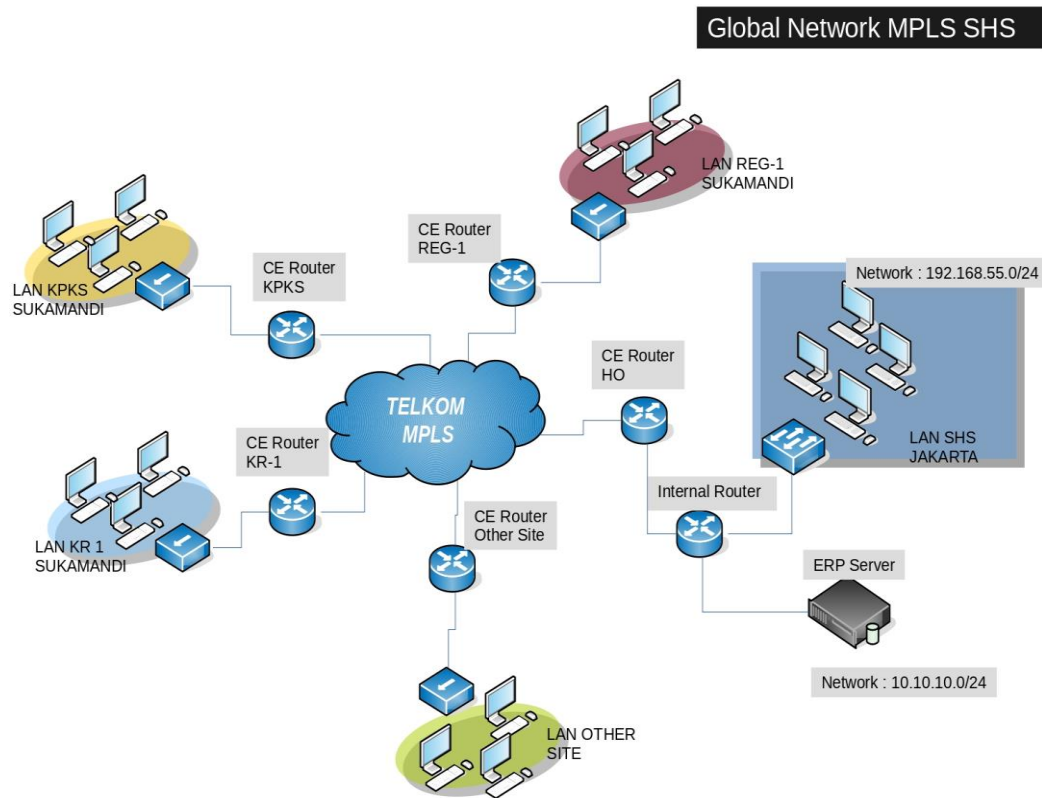 Global Network MPLS SHS
LAN REG-1
SUKAMANDI
CE Router
REG-1
Network : 192.168.55.0/24
CE Router
KPKS
LAN KPKS
SUKAMANDI
CE Router
HO
TELKOM
MPLS
LAN SHS
JAKARTA
CE Router
KR-1
Internal Router
CE Router
Other Site
LAN KR 1
SUKAMANDI
ERP Server
Network : 10.10.10.0/24
LAN OTHER
SITE